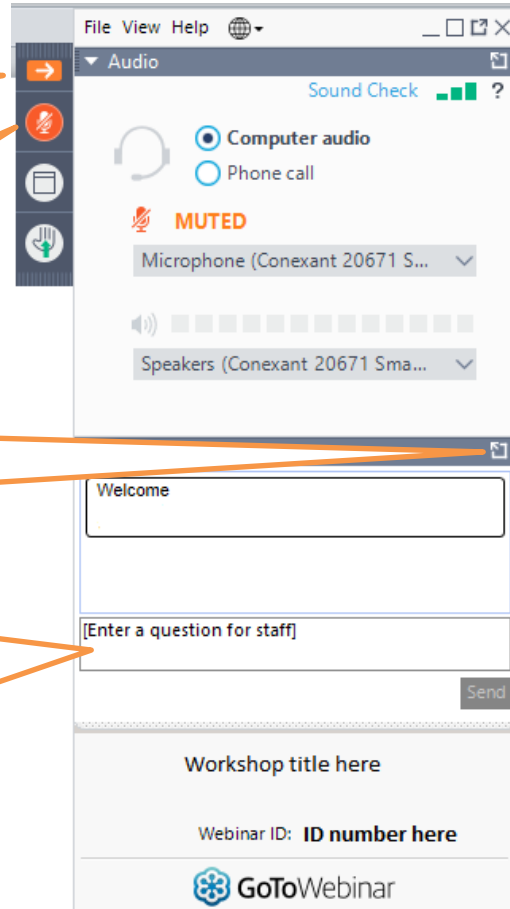 File View Help
Audio
Sound Check ?
Computer audio
Phone call
MUTED
Microphone (Conexant 20671 S...
Speakers (Conexant 20671 Sma...
Welcome
[Enter a question for staff]
Send
Workshop title here
Webinar ID: ID number here
GoToWebinar